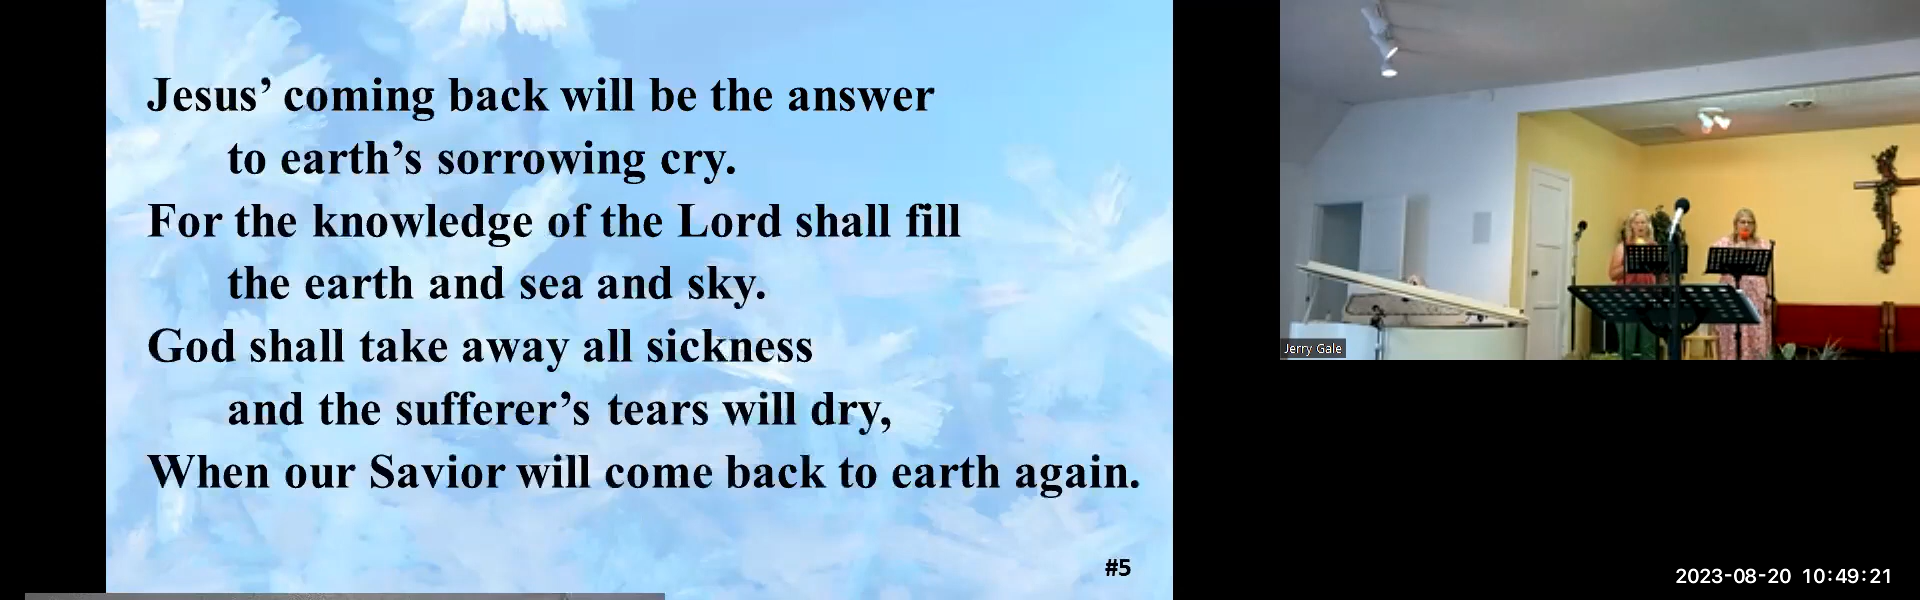 Jesus’ coming back will be the answer
to earth’s sorrowing cry.
For the knowledge of the Lord shall fill
the earth and sea and sky.
God shall take away all sickness
and the sufferer’s tears will dry,
When our Savior will come back to earth again.
#5
Jerry Gale
2023-08-20 10:49:21